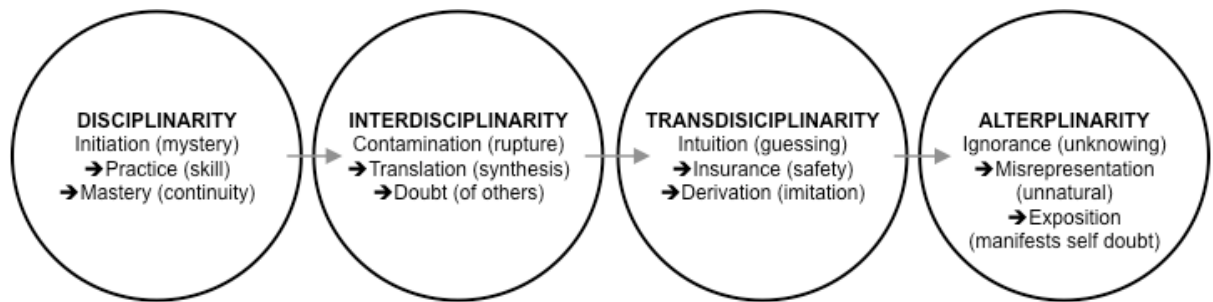 DISCIPLINARITY
Initiation (mystery)
➔Practice (skill)
➔Mastery (continuity)
INTERDISCIPLINARITY
Contamination (rupture)
➔Translation (synthesis)
➔Doubt (of others)
TRANSDISICIPLINARITY
Intuition (guessing)
➔Insurance (safety)
➔Derivation (imitation)
ALTERPLINARITY
Ignorance (unknowing)
➔Misrepresentation
(unnatural)
➔Exposition
(manifests self doubt)